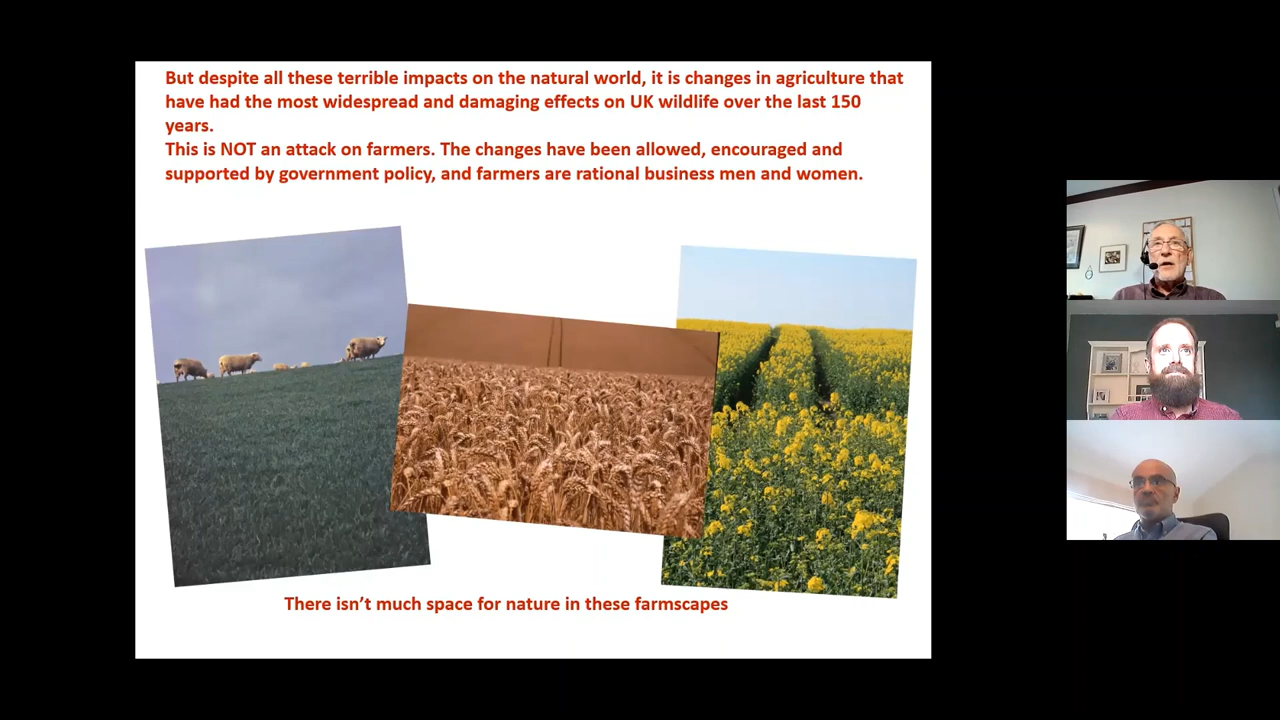 But despite all these terrible impacts on the natural world, it is changes in agriculture that
have had the most widespread and damaging effects on UK wildlife over the last 150
years.
This is NOT an attack on farmers. The changes have been allowed, encouraged and
supported by government policy, and farmers are rational business men and women.
There isn’t much space for nature in these farmscapes